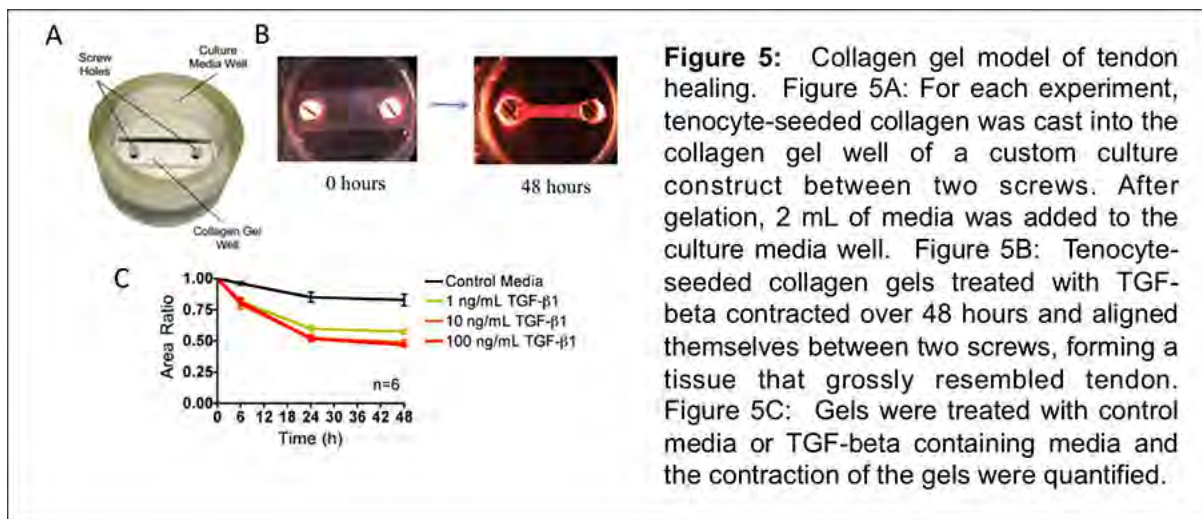 A
Screw
Holes
Culture
Media Well
Collagen Gel
Well
B
0 hours
48 hours
C
Area Ratio
1.00
0.75
0.50
0.25
0.00
0 6 12 18 24 30 36 42 48
Time (h)
n=6
Control Media
1 ng/mL TGF-β1
10 ng/mL TGF-β1
100 ng/mL TGF-β1
Figure 5: Collagen gel model of tendon
healing. Figure 5A: For each experiment,
tenocyte-seeded collagen was cast into the
collagen gel well of a custom culture
construct between two screws. After
gelation, 2 mL of media was added to the
culture media well. Figure 5B: Tenocyte-
seeded collagen gels treated with TGF-
beta contracted over 48 hours and aligned
themselves between two screws, forming a
tissue that grossly resembled tendon.
Figure 5C: Gels were treated with control
media or TGF-beta containing media and
the contraction of the gels were quantified.